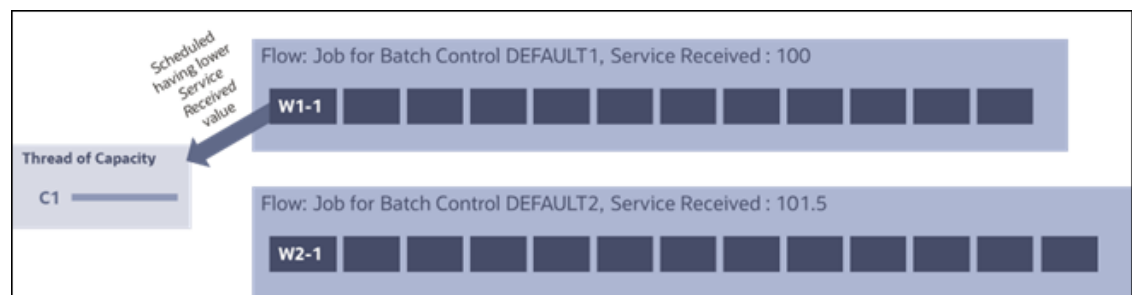 Scheduled
having lower
Service
Received
value
Flow: Job for Batch Control DEFAULT1, Service Received : 100
W1-1
Thread of Capacity
C1
Flow: Job for Batch Control DEFAULT2, Service Received : 101.5
W2-1